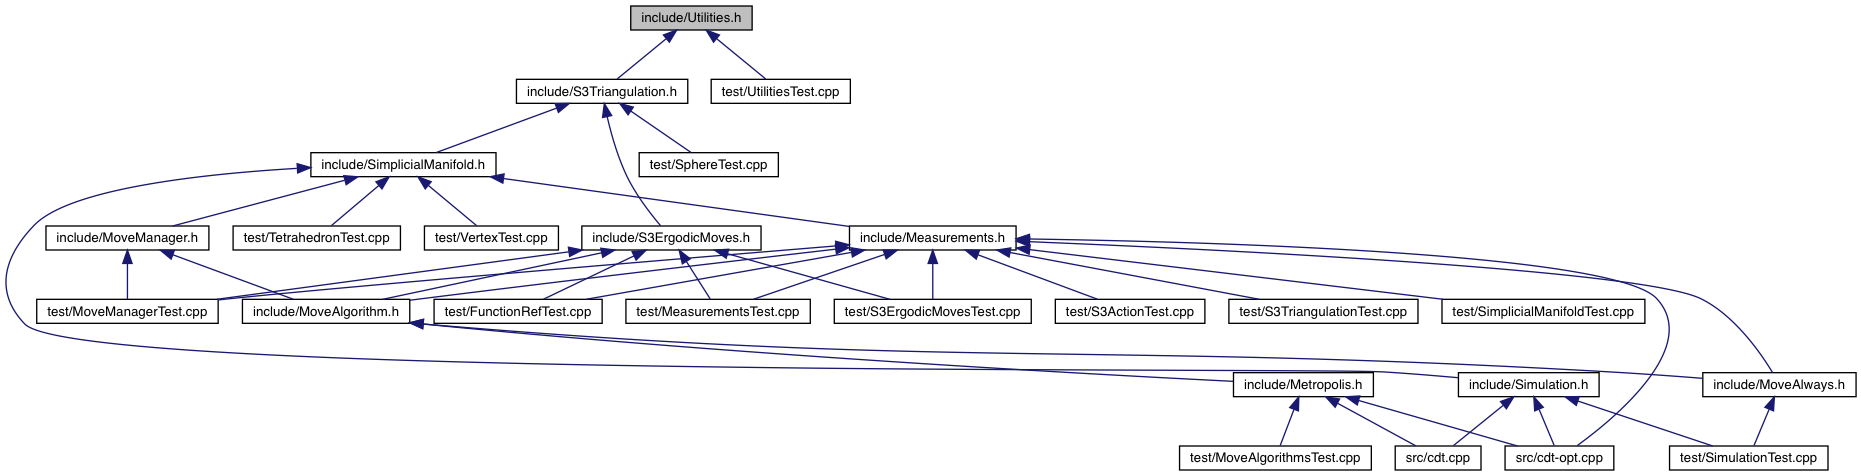 include/Utilities.h
include/S3Triangulation.h
test/UtilitiesTest.cpp
include/SimplicialManifold.h
test/SphereTest.cpp
include/MoveManager.h
test/TetrahedronTest.cpp
test/VertexTest.cpp
include/S3ErgodicMoves.h
include/Measurements.h
test/MoveManagerTest.cpp
include/MoveAlgorithm.h
test/FunctionRefTest.cpp
test/MeasurementsTest.cpp
test/S3ErgodicMovesTest.cpp
test/S3ActionTest.cpp
test/S3TriangulationTest.cpp
test/SimplicialManifoldTest.cpp
include/Metropolis.h
include/Simulation.h
include/MoveAlways.h
test/MoveAlgorithmsTest.cpp
src/cdt.cpp
src/cdt-opt.cpp
test/SimulationTest.cpp